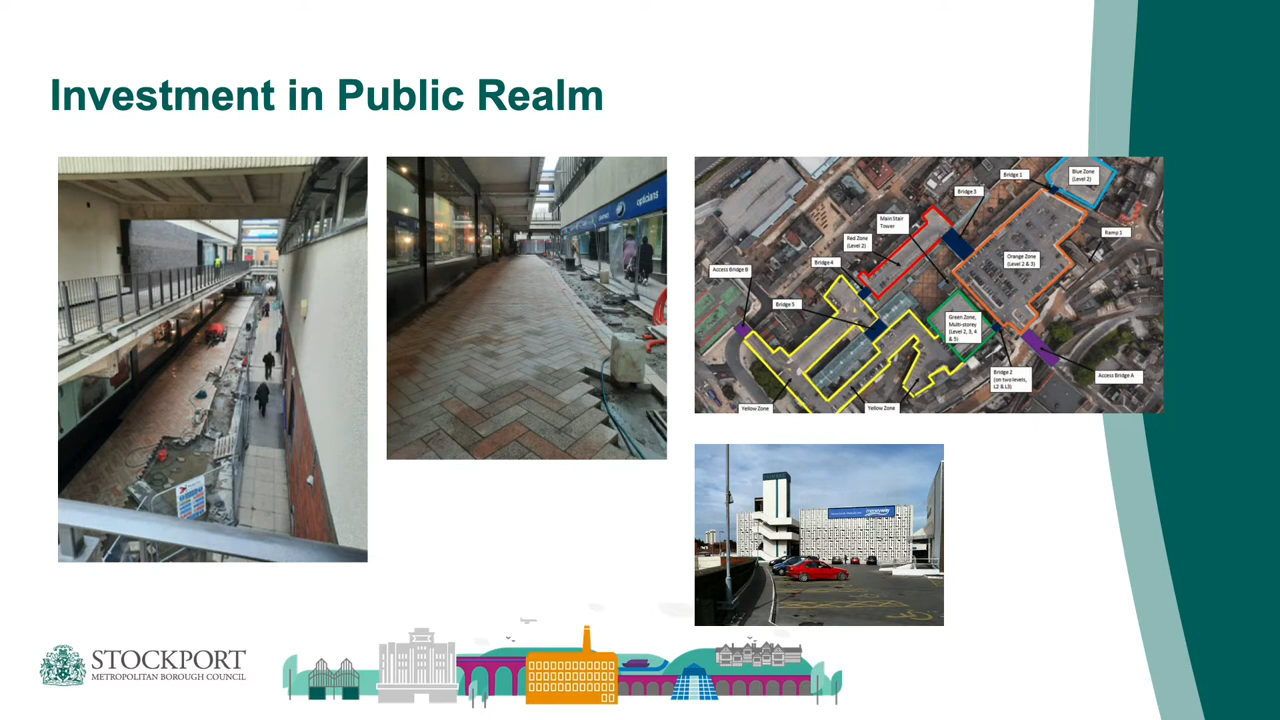 Investment in Public Realm
opticians
Bridge 1
Blue Zone
(Level 2)
Bridge 3
Main Stair
Tower
Ramp 1
Red Zone
(Level 2)
Orange Zone
(Level 2 & 3)
Bridge 4
Access Bridge B
Bridge 5
Green Zone,
Multi-storey
(Level 2, 3, 4
& 5)
Bridge 2
(on two levels,
L2 & L3)
Access Bridge A
Yellow Zone
Yellow Zone
merseyway
STOCKPORT
METROPOLITAN BOROUGH COUNCIL